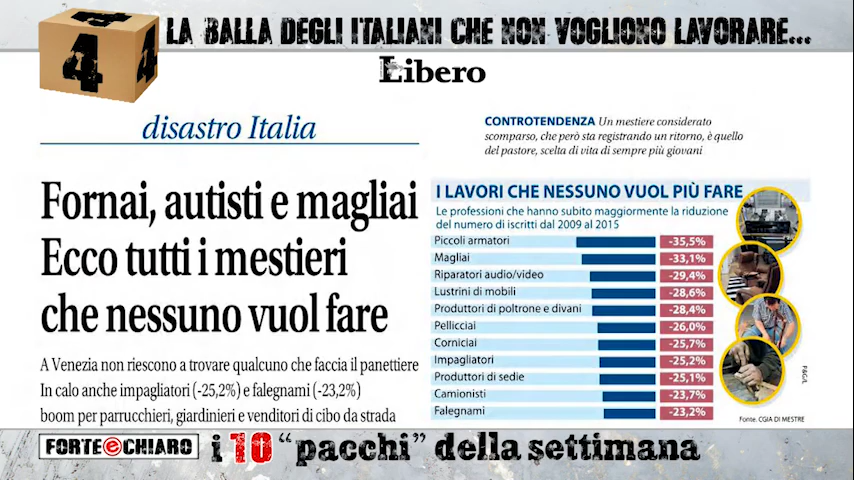 4
LA BALLA DEGLI ITALIANI CHE NON VOGLIONO LAVORARE...
Libero
disastro Italia
Fornai, autisti e magliai
Ecco tutti i mestieri
che nessuno vuol fare
A Venezia non riescono a trovare qualcuno che faccia il panettiere
In calo anche impagliatori (-25,2%) e falegnami (-23,2%)
boom per parrucchieri, giardinieri e venditori di cibo da strada
CONTROTENDENZA Un mestiere considerato
scomparso, che però sta registrando un ritorno, è quello
del pastore, scelta di vita di sempre più giovani
I LAVORI CHE NESSUNO VUOL PIÙ FARE
Le professioni che hanno subito maggiormente la riduzione
del numero di iscritti dal 2009 al 2015
Piccoli armatori -35,5%
Magliai -33,1%
Riparatori audio/video -29,4%
Lustrini di mobili -28,6%
Produttori di poltrone e divani -28,4%
Pellicciai -26,0%
Corniciai -25,7%
Impagliatori -25,2%
Produttori di sedie -25,1%
Camionisti -23,7%
Falegnami -23,2%
P&G/L
Fonte. CGIA DI MESTRE
FORTE e CHIARO i 10 "pacchi" della settimana